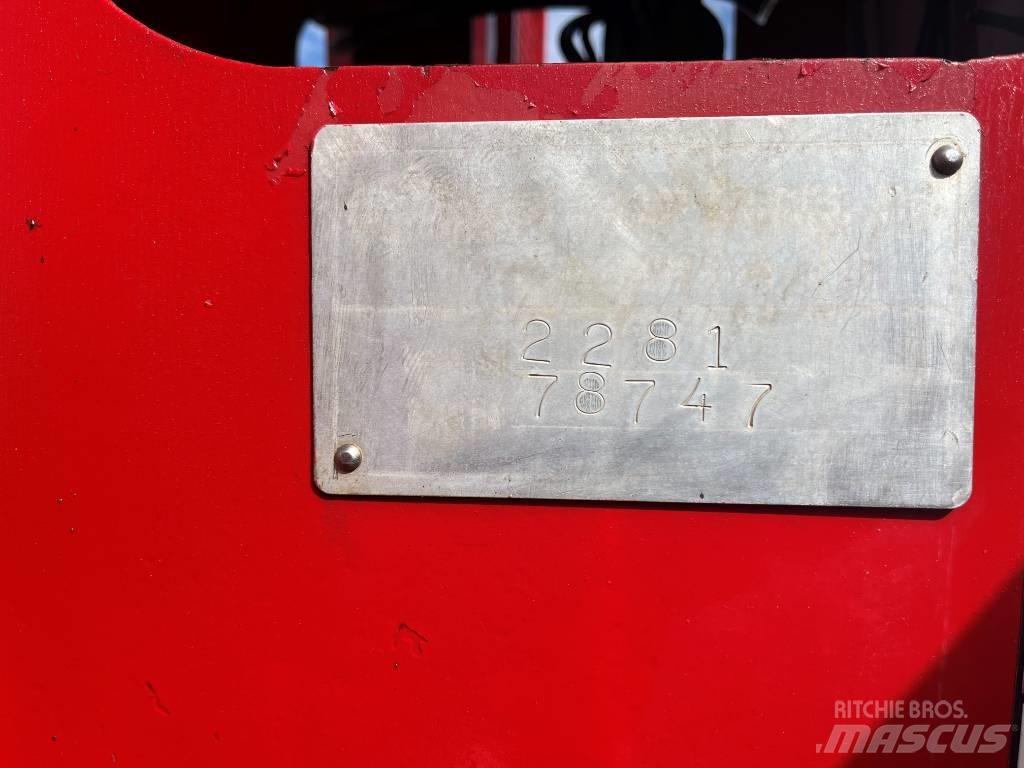 2281
78747
RITCHIE BROS.
MASCUS